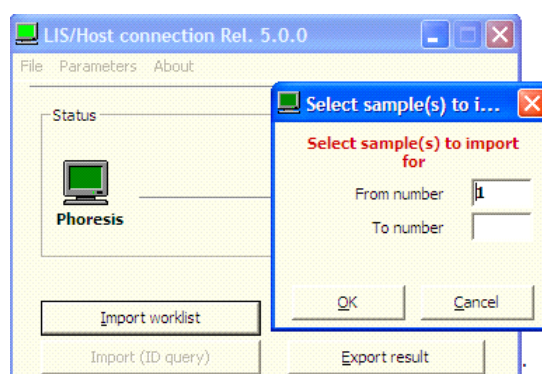 LIS/Host connection Rel. 5.0.0
File Parameters About
Status
Phoresis
Import worklist
Import (ID query)
Export result
Select sample(s) to i...
Select sample(s) to import
for
From number 1
To number
OK Cancel
.